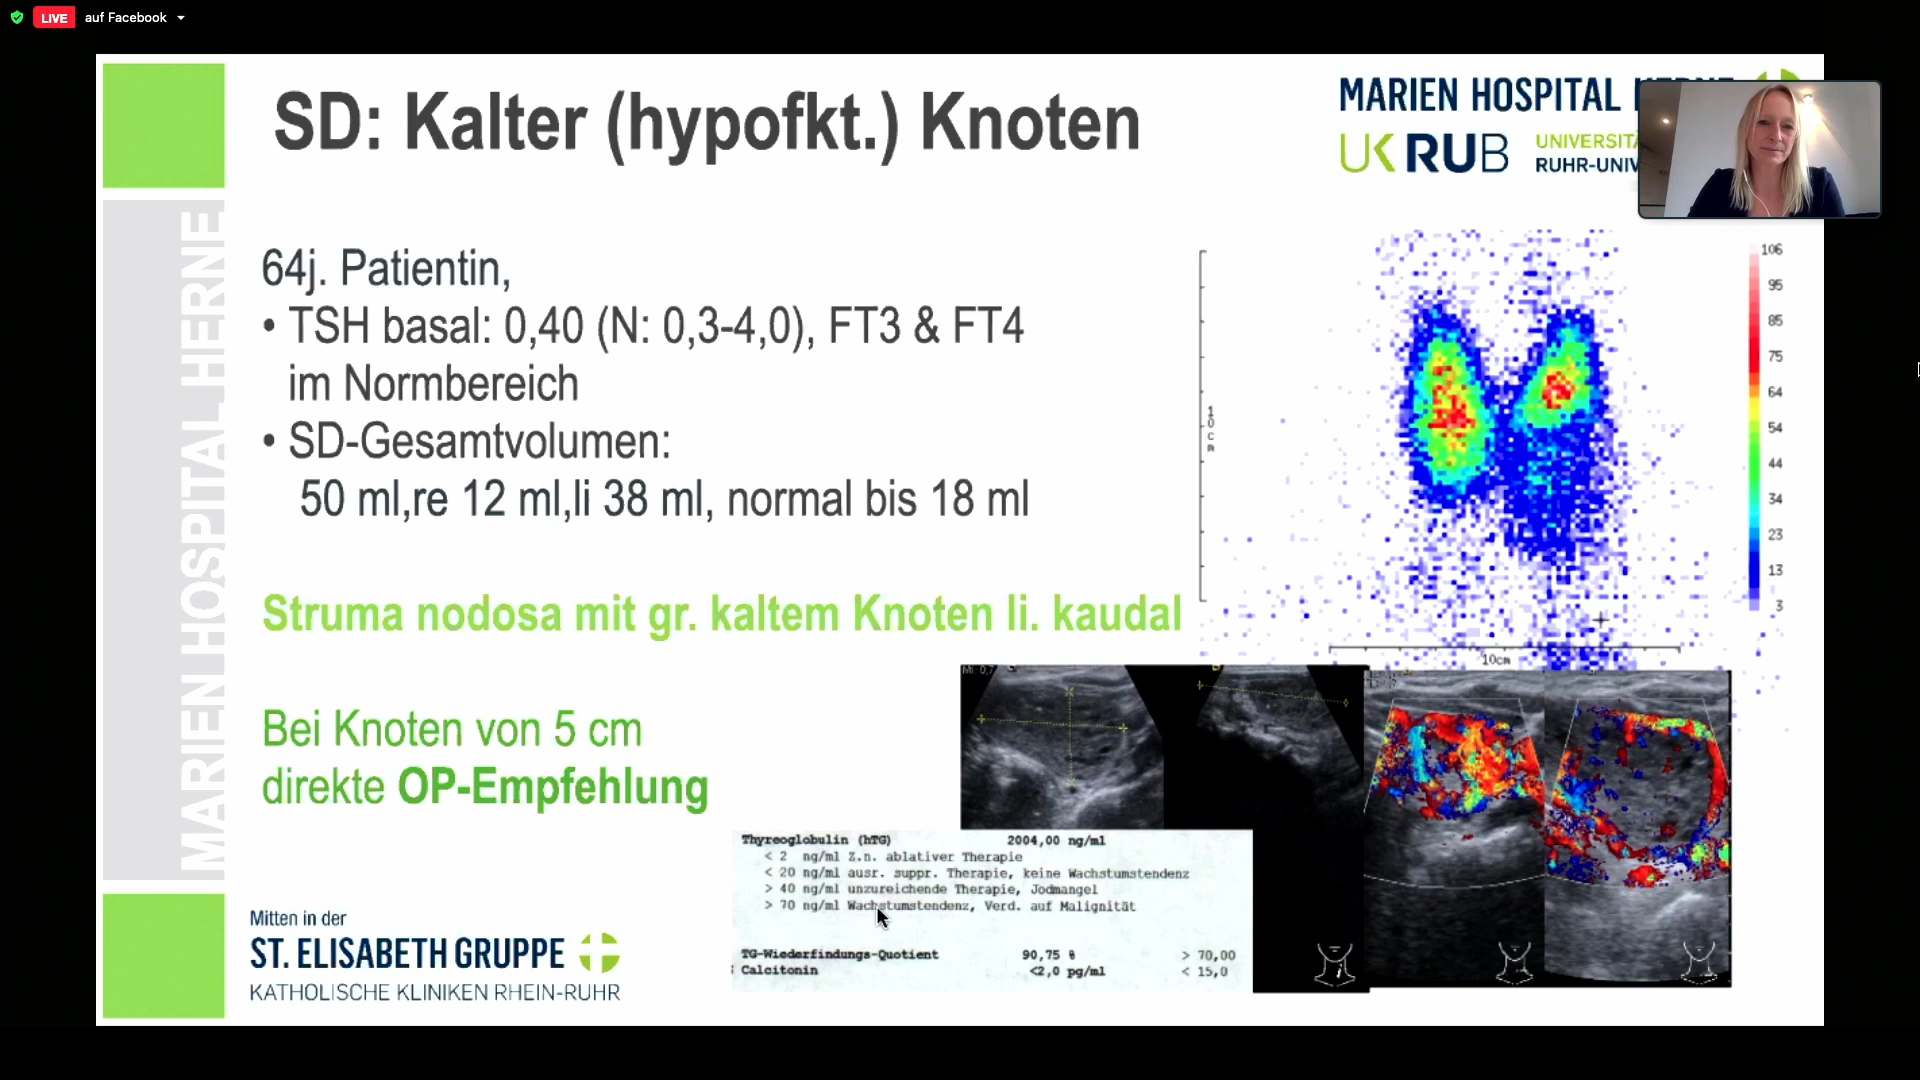 LIVE auf Facebook
SD: Kalter (hypofkt.) Knoten
MARIEN HOSPITAL
UK RUB
RUHR-UNIV
MARIEN HOSPITAL HERNE
64j. Patientin,
• TSH basal: 0,40 (N: 0,3-4,0), FT3 & FT4
im Normbereich
• SD-Gesamtvolumen:
50 ml,re 12 ml,li 38 ml, normal bis 18 ml
Struma nodosa mit gr. kaltem Knoten li. kaudal
Bei Knoten von 5 cm
direkte OP-Empfehlung
106
95
85
75
64
54
44
34
23
13
3
10cm
10cm
Thyreoglobulin (hTG) 2004,00 ng/ml
< 2 ng/ml Z.n. ablativer Therapie
< 20 ng/ml ausr. suppr. Therapie, keine Wachstumstendenz
> 40 ng/ml unzureichende Therapie, Jodmangel
> 70 ng/ml Wachstumstendenz, Verd. auf Malignität
TG-Wiederfindungs-Quotient 90,75 % > 70,00
Calcitonin <2,0 pg/ml < 15,0
Mitten in der
ST. ELISABETH GRUPPE
KATHOLISCHE KLINIKEN RHEIN-RUHR